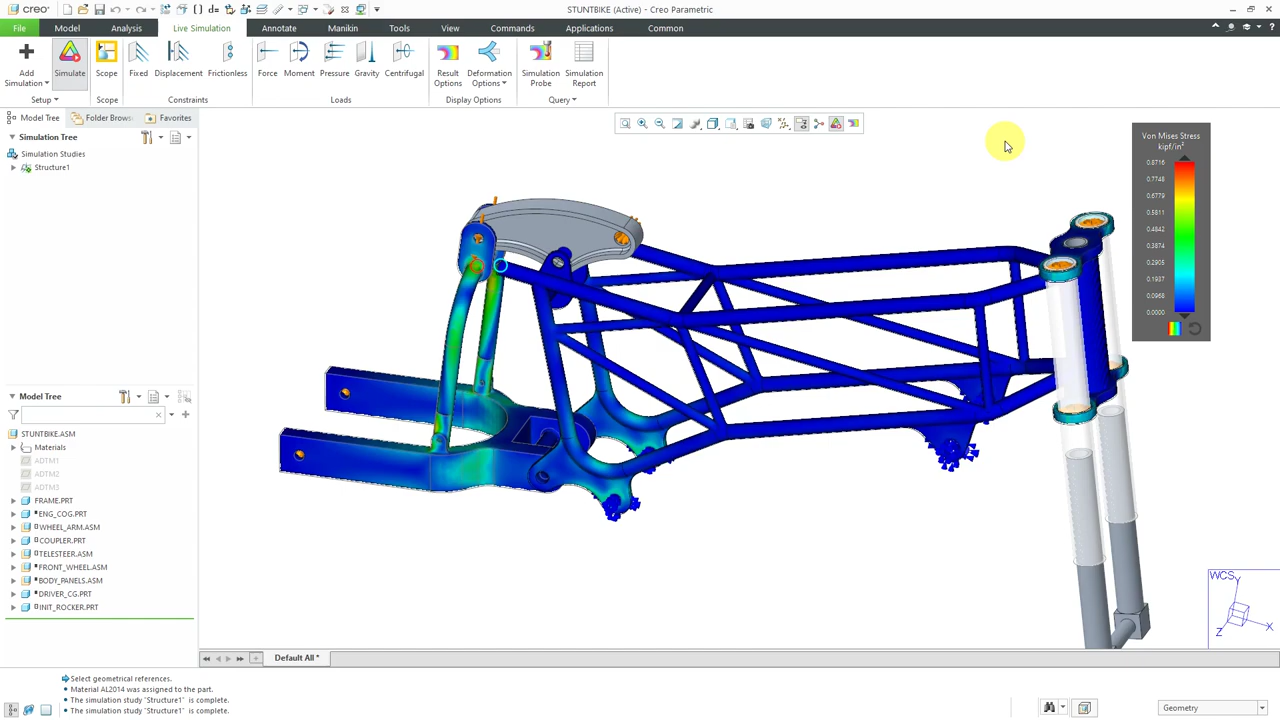 creo
d=
STUNTBIKE (Active) - Creo Parametric
File Model Analysis Live Simulation Annotate Manikin Tools View Commands Applications Common
Add Simulation
Simulate
Scope
Fixed
Displacement
Frictionless
Force
Moment
Pressure
Gravity
Centrifugal
Result Options
Deformation Options
Simulation Probe
Simulation Report
Setup Scope Constraints Loads Display Options Query
Model Tree Folder Brows Favorites
Simulation Tree
Simulation Studies
Structure1
Von Mises Stress
kipf/in²
0.8716
0.7748
0.6779
0.5811
0.4842
0.3874
0.2905
0.1937
0.0968
0.0000
Model Tree
STUNTBIKE.ASM
Materials
ADTM1
ADTM2
ADTM3
FRAME.PRT
ENG_COG.PRT
WHEEL_ARM.ASM
COUPLER.PRT
TELESTEER.ASM
FRONT_WHEEL.ASM
BODY_PANELS.ASM
DRIVER_CG.PRT
INIT_ROCKER.PRT
WCS
Y
Z
X
Default All *
Select geometrical references.
Material AL2014 was assigned to the part.
The simulation study "Structure1" is complete.
The simulation study "Structure1" is complete.
Geometry